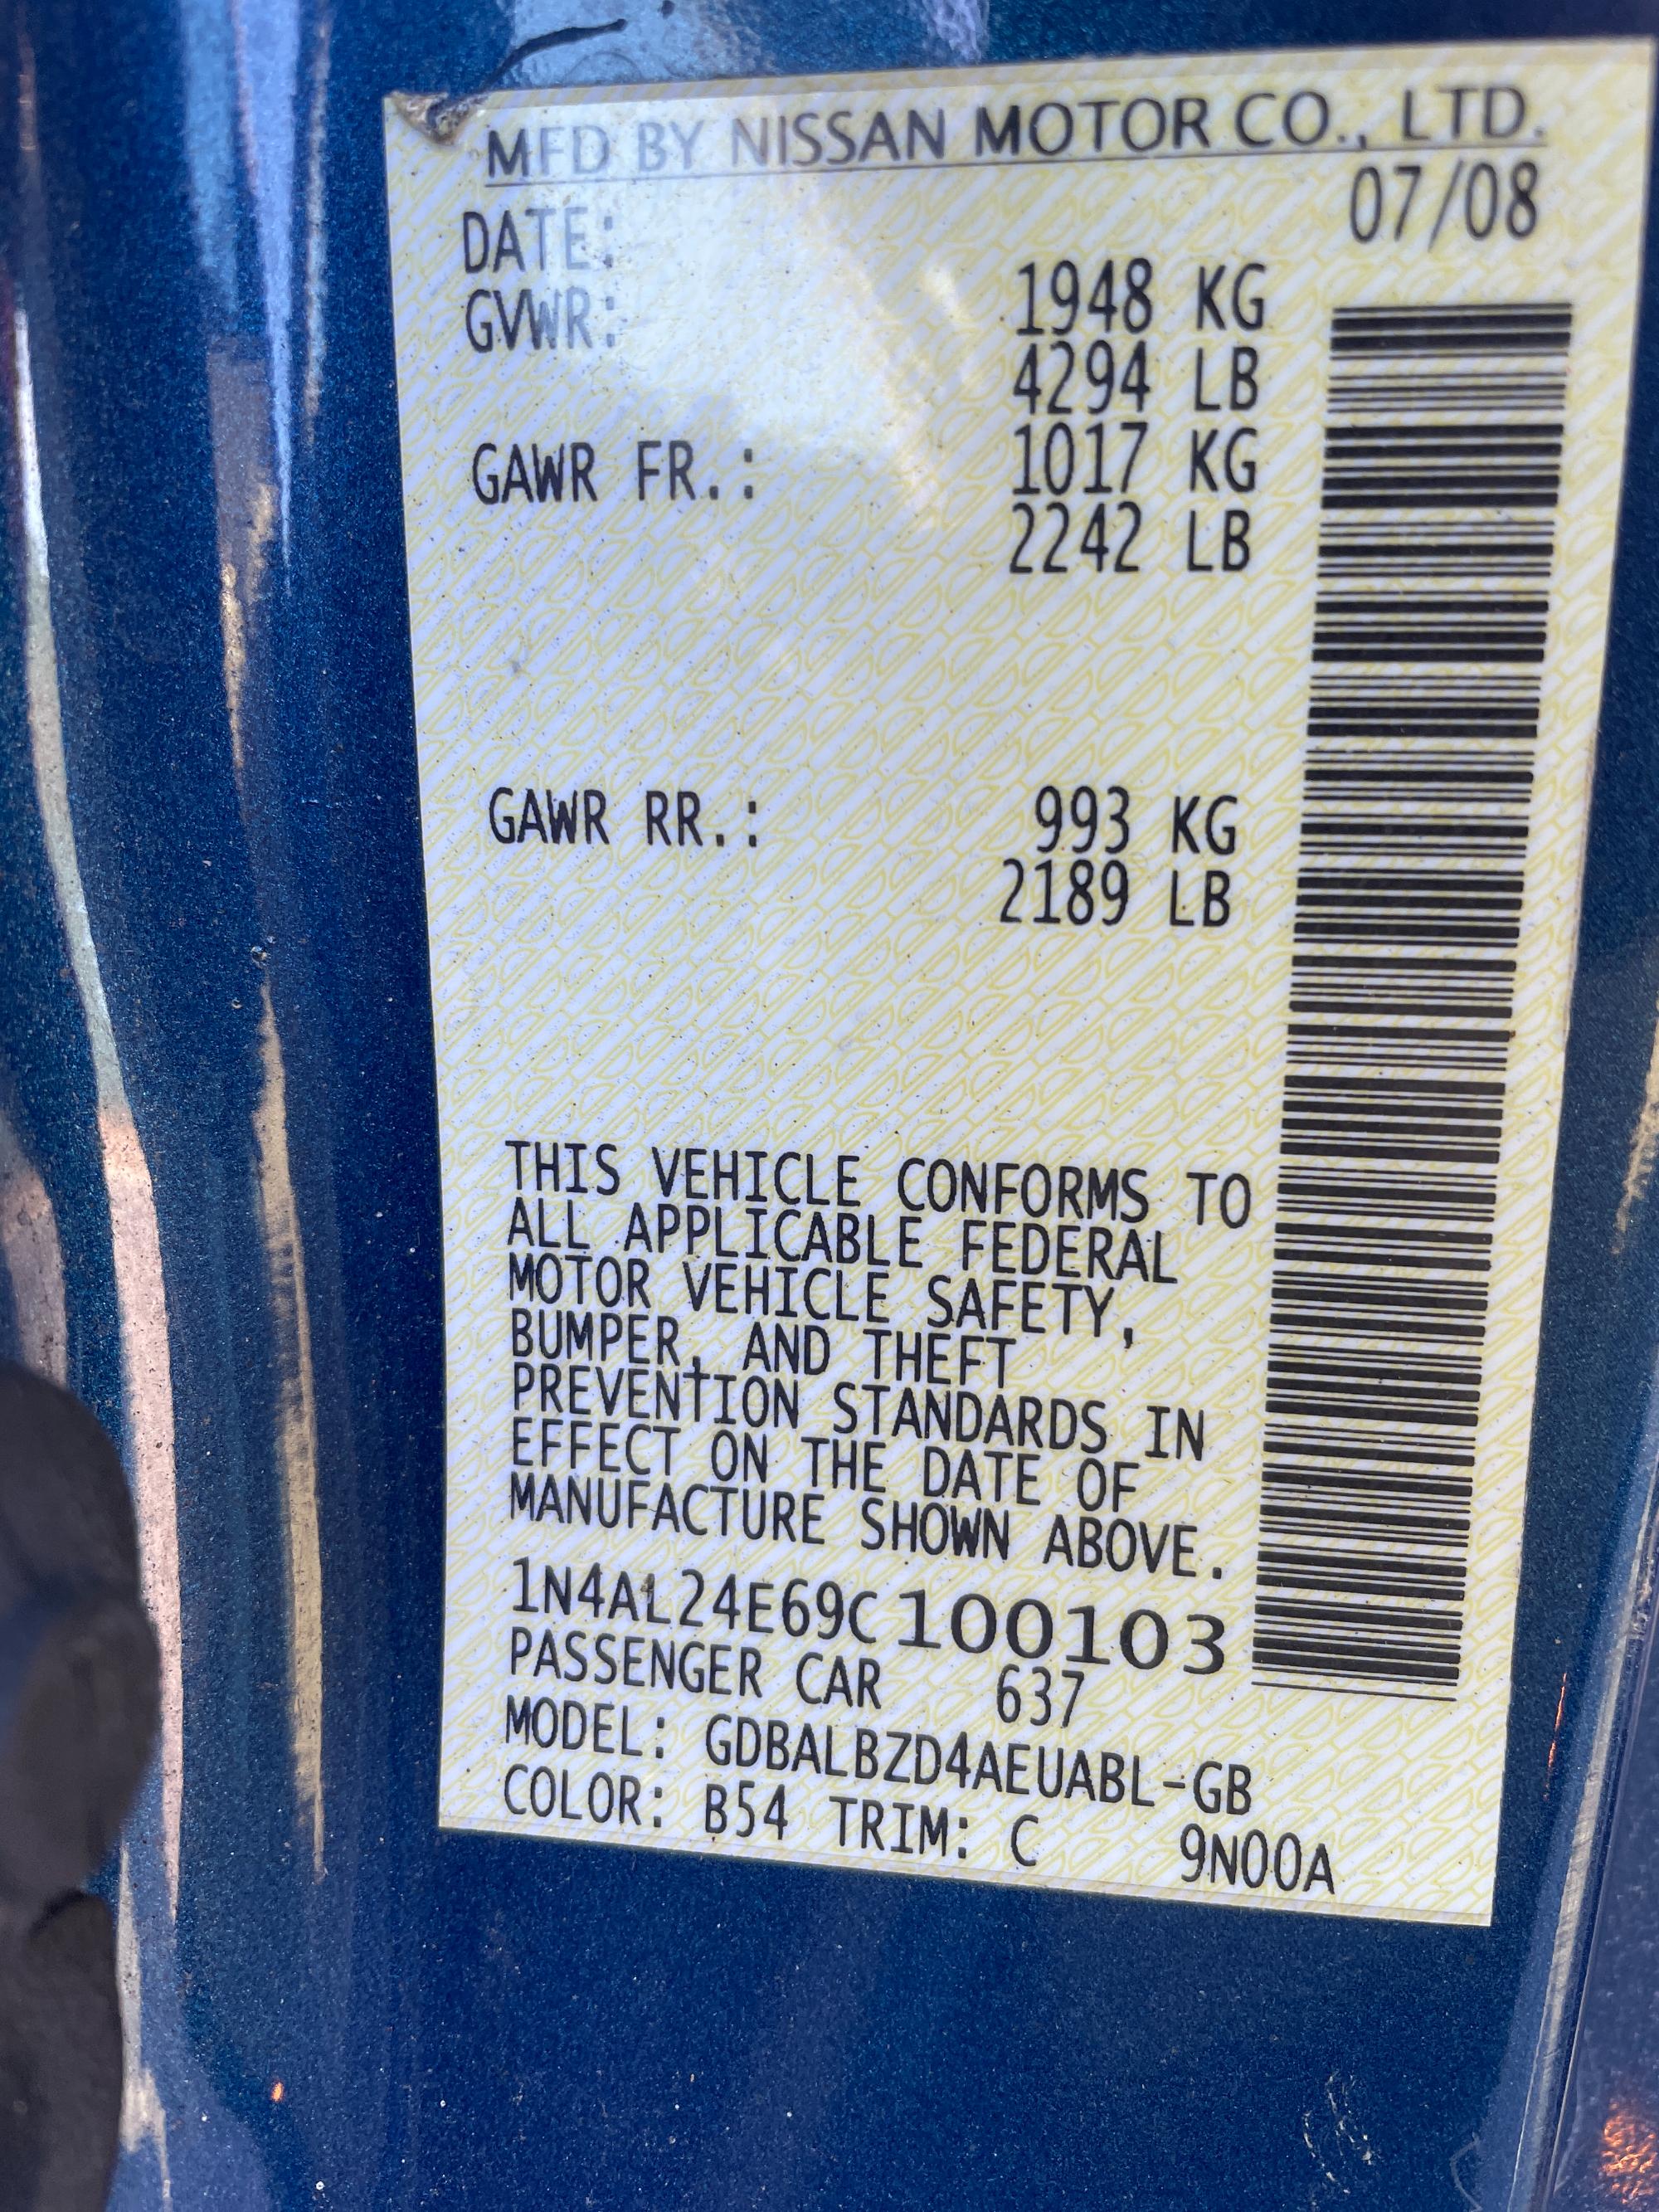 MFD BY NISSAN MOTOR CO., LTD.
DATE: 07/08
GVWR: 1948 KG
4294 LB
GAWR FR.: 1017 KG
2242 LB
GAWR RR.: 993 KG
2189 LB
THIS VEHICLE CONFORMS TO
ALL APPLICABLE FEDERAL
MOTOR VEHICLE SAFETY,
BUMPER, AND THEFT
PREVENTION STANDARDS IN
EFFECT ON THE DATE OF
MANUFACTURE SHOWN ABOVE.
1N4AL24E69C100103
PASSENGER CAR 637
MODEL: GDBALBZD4AEUABL-GB
COLOR: B54 TRIM: C 9N00A